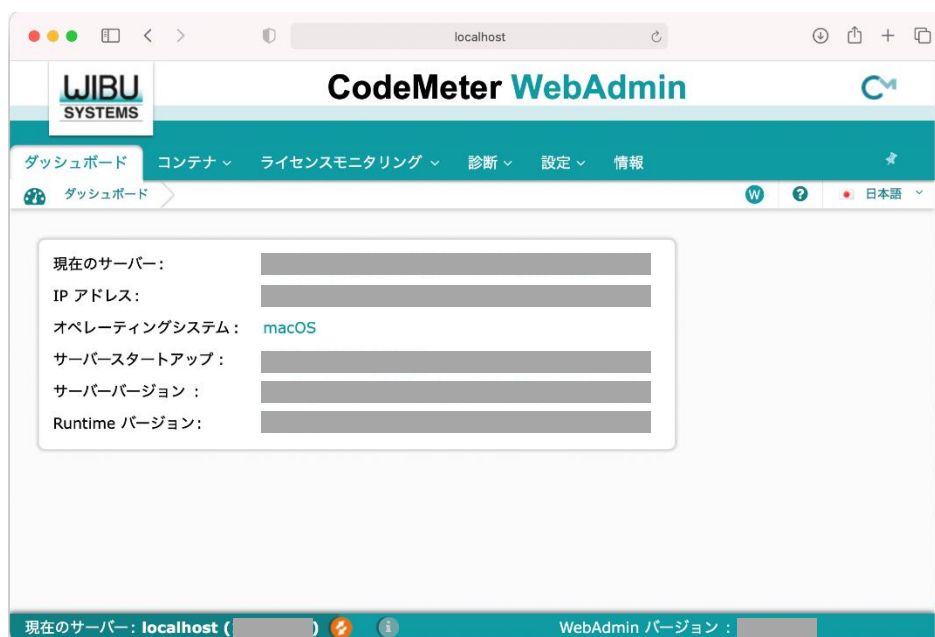 localhost
WIBU
SYSTEMS
CodeMeter WebAdmin
CM
ダッシュボード コンテナ ライセンスモニタリング 診断 設定 情報
ダッシュボード W ? 日本語
現在のサーバー:
IP アドレス:
オペレーティングシステム: macOS
サーバースタートアップ:
サーバーバージョン :
Runtime バージョン:
現在のサーバー: localhost ( ) i WebAdmin バージョン :